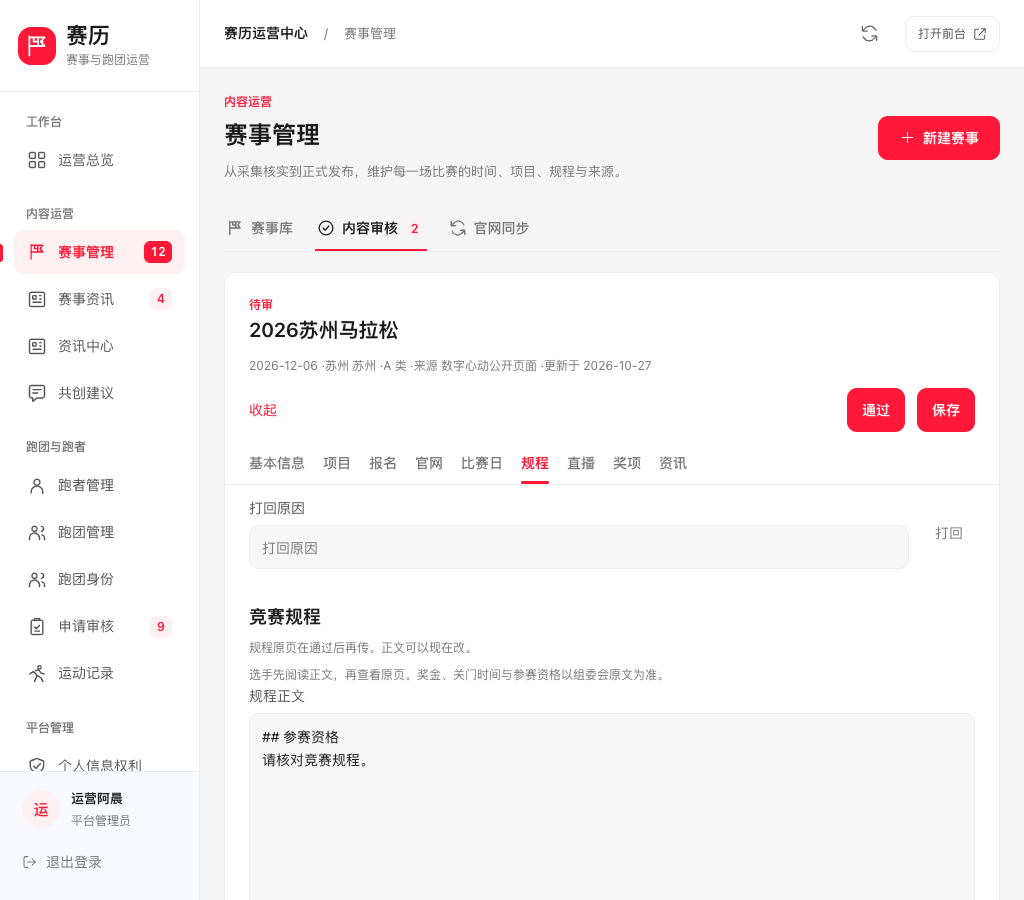 赛历
赛事与跑团运营
工作台
运营总览
内容运营
赛事管理 12
赛事资讯 4
资讯中心
共创建议
跑团与跑者
跑者管理
跑团管理
跑团身份
申请审核 9
运动记录
平台管理
个人信息权利
运 运营阿晨
平台管理员
退出登录
赛历运营中心 / 赛事管理
打开前台
内容运营
赛事管理
从采集核实到正式发布，维护每一场比赛的时间、项目、规程与来源。
新建赛事
赛事库 内容审核 2 官网同步
待审
2026苏州马拉松
2026-12-06 ·苏州 苏州 ·A 类 ·来源 数字心动公开页面 ·更新于 2026-10-27
收起
通过 保存
基本信息 项目 报名 官网 比赛日 规程 直播 奖项 资讯
打回原因
打回原因
打回
竞赛规程
规程原页在通过后再传。正文可以现在改。
选手先阅读正文，再查看原页。奖金、关门时间与参赛资格以组委会原文为准。
规程正文
## 参赛资格
请核对竞赛规程。